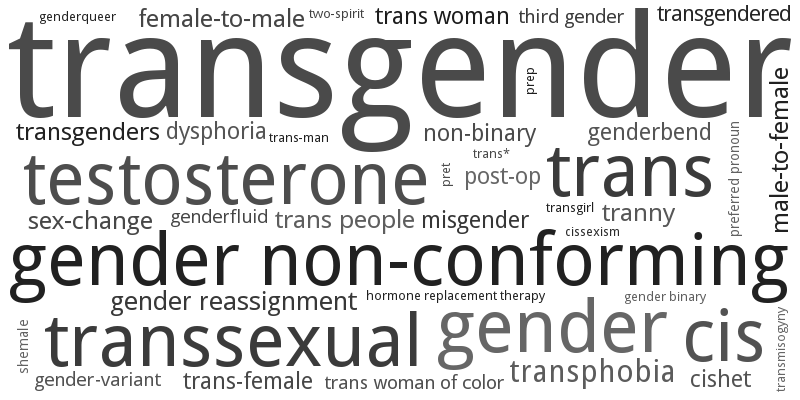 genderqueer
female-to-male
two-spirit
trans woman
third gender
transgendered
transgender
prep
male-to-female
transgenders
dysphoria
trans-man
non-binary
genderbend
preferred pronoun
testosterone
pret
trans*
post-op
trans
sex-change
genderfluid
trans people
misgender
transgirl
tranny
cissexism
gender non-conforming
gender reassignment
hormone replacement therapy
gender binary
shemale
transsexual
gender
cis
transmisogyny
gender-variant
trans-female
trans woman of color
transphobia
cishet